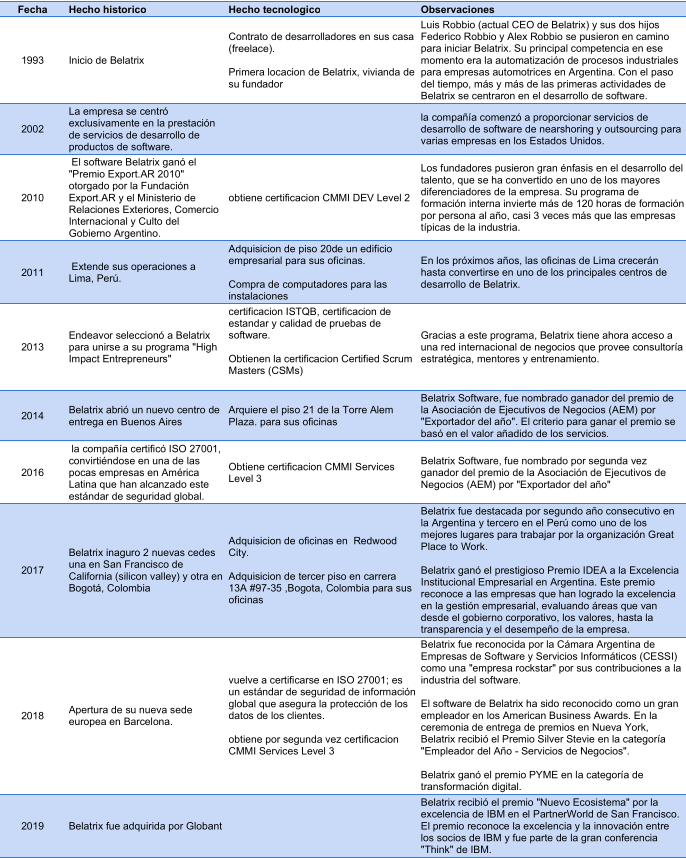 Fecha Hecho historico Hecho tecnologico Observaciones
1993
Inicio de Belatrix
Contrato de desarrolladores en sus casa
(freelace).
Primera locacion de Belatrix, vivianda de
su fundador
Luis Robbio (actual CEO de Belatrix) y sus dos hijos
Federico Robbio y Alex Robbio se pusieron en camino
para iniciar Belatrix. Su principal competencia en ese
momento era la automatización de procesos industriales
para empresas automotrices en Argentina. Con el paso
del tiempo, más y más de las primeras actividades de
Belatrix se centraron en el desarrollo de software.
2002
La empresa se centró
exclusivamente en la prestación
de servicios de desarrollo de
productos de software.
la compañía comenzó a proporcionar servicios de
desarrollo de software de nearshoring y outsourcing para
varias empresas en los Estados Unidos.
2010
El software Belatrix ganó el
"Premio Export.AR 2010"
otorgado por la Fundación
Export.AR y el Ministerio de
Relaciones Exteriores, Comercio
Internacional y Culto del
Gobierno Argentino.
obtiene certificacion CMMI DEV Level 2
Los fundadores pusieron gran énfasis en el desarrollo del
talento, que se ha convertido en uno de los mayores
diferenciadores de la empresa. Su programa de
formación interna invierte más de 120 horas de formación
por persona al año, casi 3 veces más que las empresas
típicas de la industria.
2011
Extende sus operaciones a
Lima, Perú.
Adquisicion de piso 20de un edificio
empresarial para sus oficinas.
Compra de computadores para las
instalaciones
En los próximos años, las oficinas de Lima crecerán
hasta convertirse en uno de los principales centros de
desarrollo de Belatrix.
2013
Endeavor seleccionó a Belatrix
para unirse a su programa "High
Impact Entrepreneurs"
certificacion ISTQB, certificacion de
estandar y calidad de pruebas de
software.
Obtienen la certificacion Certified Scrum
Masters (CSMs)
Gracias a este programa, Belatrix tiene ahora acceso a
una red internacional de negocios que provee consultoría
estratégica, mentores y entrenamiento.
2014
Belatrix abrió un nuevo centro de
entrega en Buenos Aires
Arquiere el piso 21 de la Torre Alem
Plaza. para sus oficinas
Belatrix Software, fue nombrado ganador del premio de
la Asociación de Ejecutivos de Negocios (AEM) por
"Exportador del año". El criterio para ganar el premio se
basó en el valor añadido de los servicios.
2016
la compañía certificó ISO 27001,
convirtiéndose en una de las
pocas empresas en América
Latina que han alcanzado este
estándar de seguridad global.
Obtiene certificacion CMMI Services
Level 3
Belatrix Software, fue nombrado por segunda vez
ganador del premio de la Asociación de Ejecutivos de
Negocios (AEM) por "Exportador del año"
2017
Belatrix inaguro 2 nuevas cedes
una en San Francisco de
California (silicon valley) y otra en
Bogotá, Colombia
Adquisicion de oficinas en Redwood
City.
Adquisicion de tercer piso en carrera
13A #97-35 ,Bogota, Colombia para sus
oficinas
Belatrix fue destacada por segundo año consecutivo en
la Argentina y tercero en el Perú como uno de los
mejores lugares para trabajar por la organización Great
Place to Work.
Belatrix ganó el prestigioso Premio IDEA a la Excelencia
Institucional Empresarial en Argentina. Este premio
reconoce a las empresas que han logrado la excelencia
en la gestión empresarial, evaluando áreas que van
desde el gobierno corporativo, los valores, hasta la
transparencia y el desempeño de la empresa.
2018
Apertura de su nueva sede
europea en Barcelona.
vuelve a certificarse en ISO 27001; es
un estándar de seguridad de información
global que asegura la protección de los
datos de los clientes.
obtiene por segunda vez certificacion
CMMI Services Level 3
Belatrix fue reconocida por la Cámara Argentina de
Empresas de Software y Servicios Informáticos (CESSI)
como una "empresa rockstar" por sus contribuciones a la
industria del software.
El software de Belatrix ha sido reconocido como un gran
empleador en los American Business Awards. En la
ceremonia de entrega de premios en Nueva York,
Belatrix recibió el Premio Silver Stevie en la categoría
"Empleador del Año - Servicios de Negocios".
Belatrix ganó el premio PYME en la categoría de
transformación digital.
2019
Belatrix fue adquirida por Globant
Belatrix recibió el premio "Nuevo Ecosistema" por la
excelencia de IBM en el PartnerWorld de San Francisco.
El premio reconoce la excelencia y la innovación entre
los socios de IBM y fue parte de la gran conferencia
"Think" de IBM.